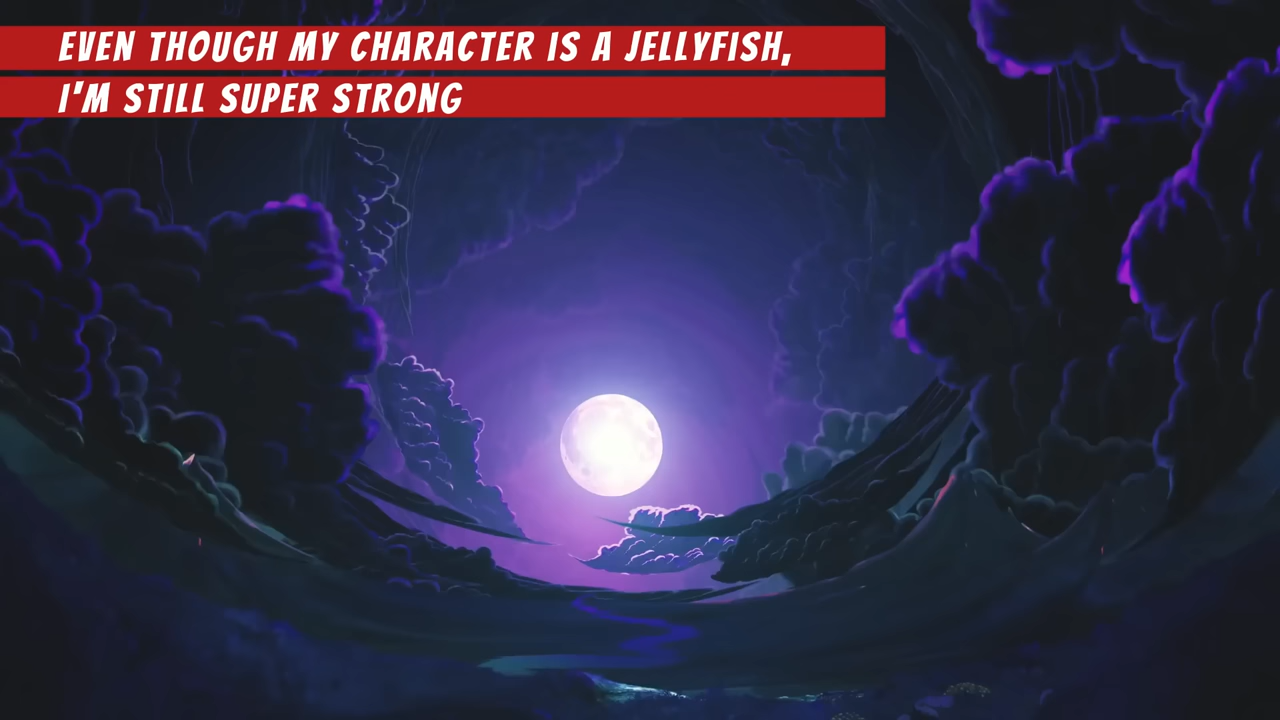 EVEN THOUGH MY CHARACTER IS A JELLYFISH,
I'M STILL SUPER STRONG